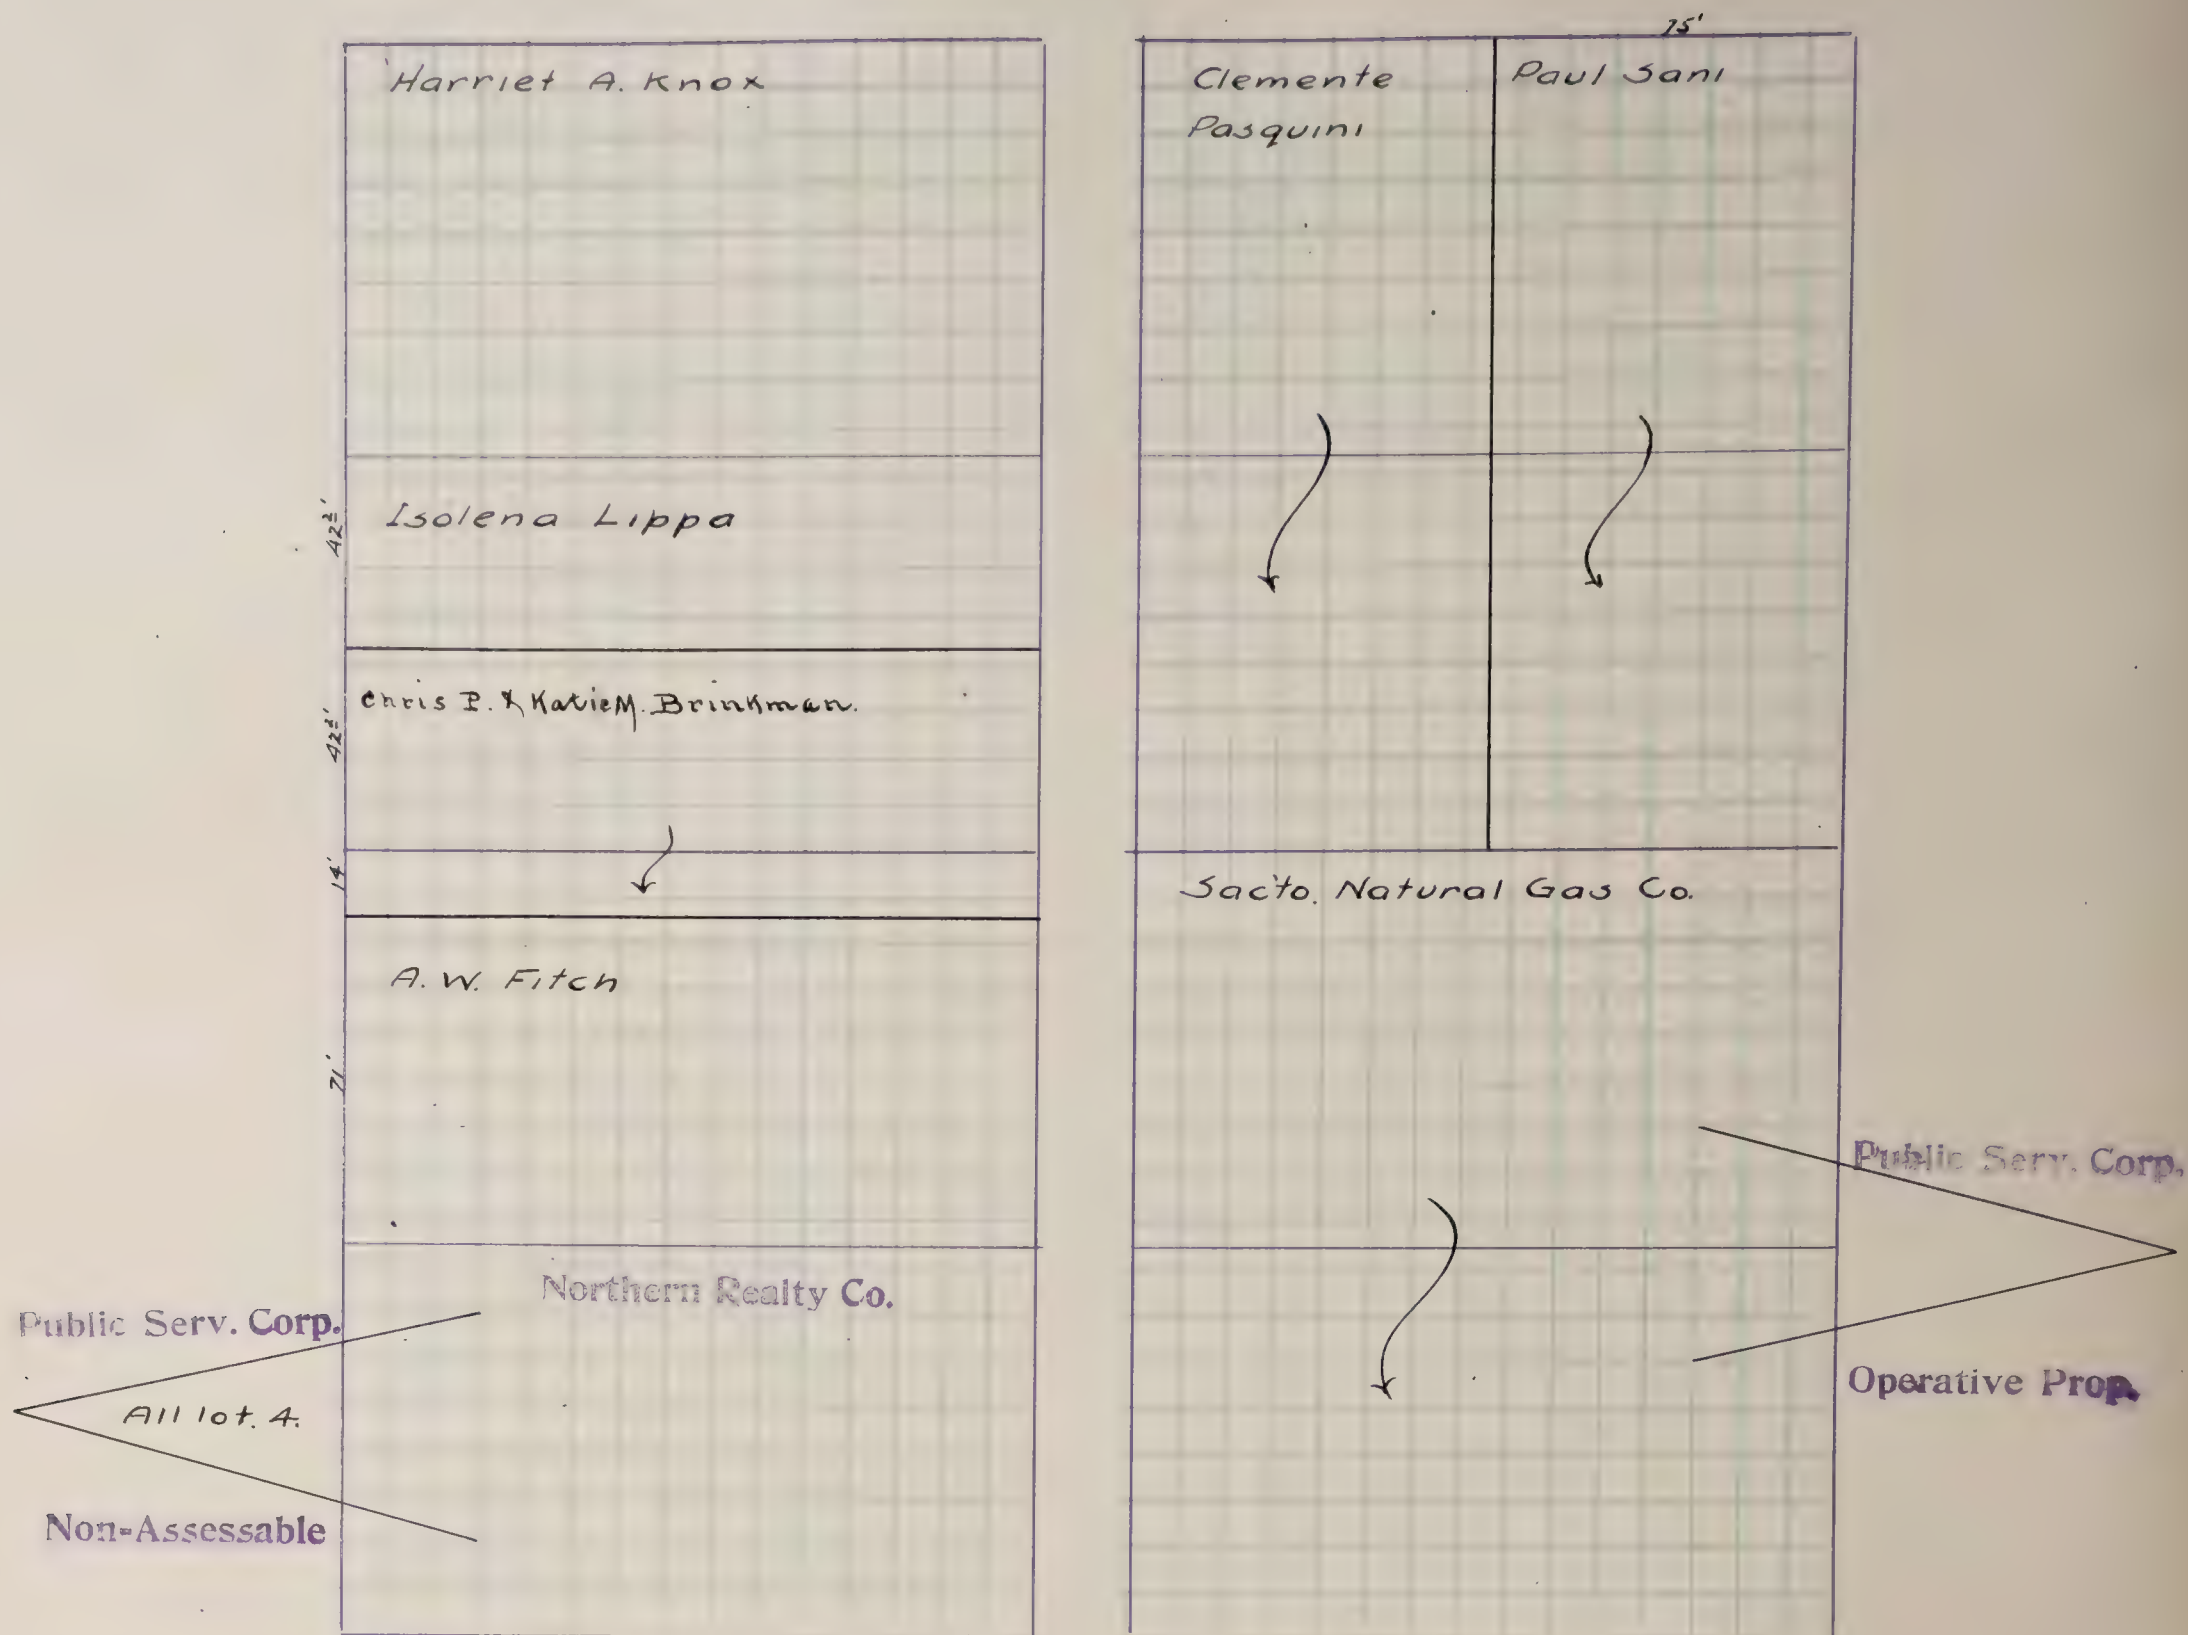 Harriet A. Knox
42½'
Isolena Lippa
42½'
Chris P. & Katie M. Brinkman.
14'
A. W. Fitch
71'
Northern Realty Co.
Public Serv. Corp.
All lot. 4.
Non-Assessable
75'
Clemente
Pasquini
Paul Sani
Sac'to. Natural Gas Co.
Public Serv. Corp.
Operative Prop.